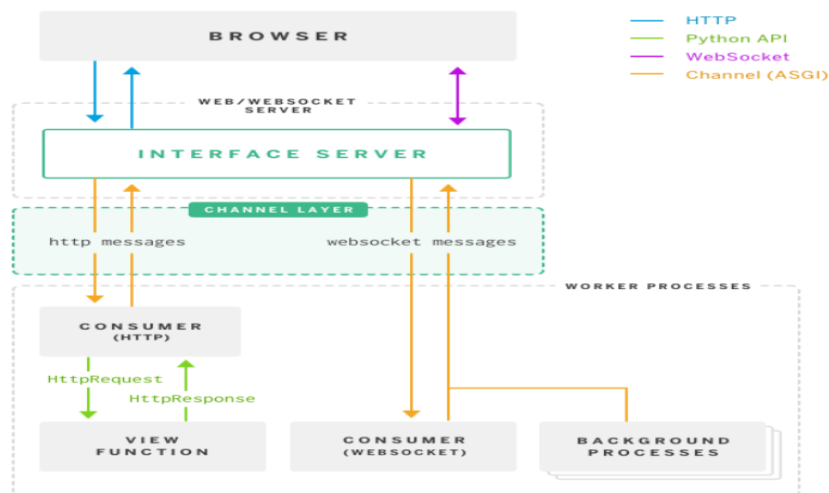 BROWSER
HTTP
Python API
WebSocket
Channel (ASGI)
WEB/WEBSOCKET
SERVER
INTERFACE SERVER
CHANNEL LAYER
http messages
websocket messages
WORKER PROCESSES
CONSUMER
(HTTP)
HttpRequest
HttpResponse
VIEW
FUNCTION
CONSUMER
(WEBSOCKET)
BACKGROUND
PROCESSES